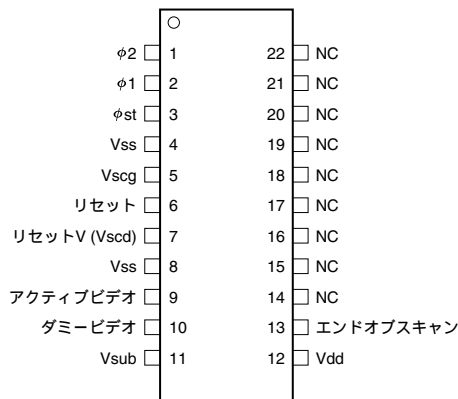 φ2 1 22 NC
φ1 2 21 NC
φst 3 20 NC
Vss 4 19 NC
Vscg 5 18 NC
リセット 6 17 NC
リセットV (Vscd) 7 16 NC
Vss 8 15 NC
アクティブビデオ 9 14 NC
ダミービデオ 10 13 エンドオブスキャン
Vsub 11 12 Vdd